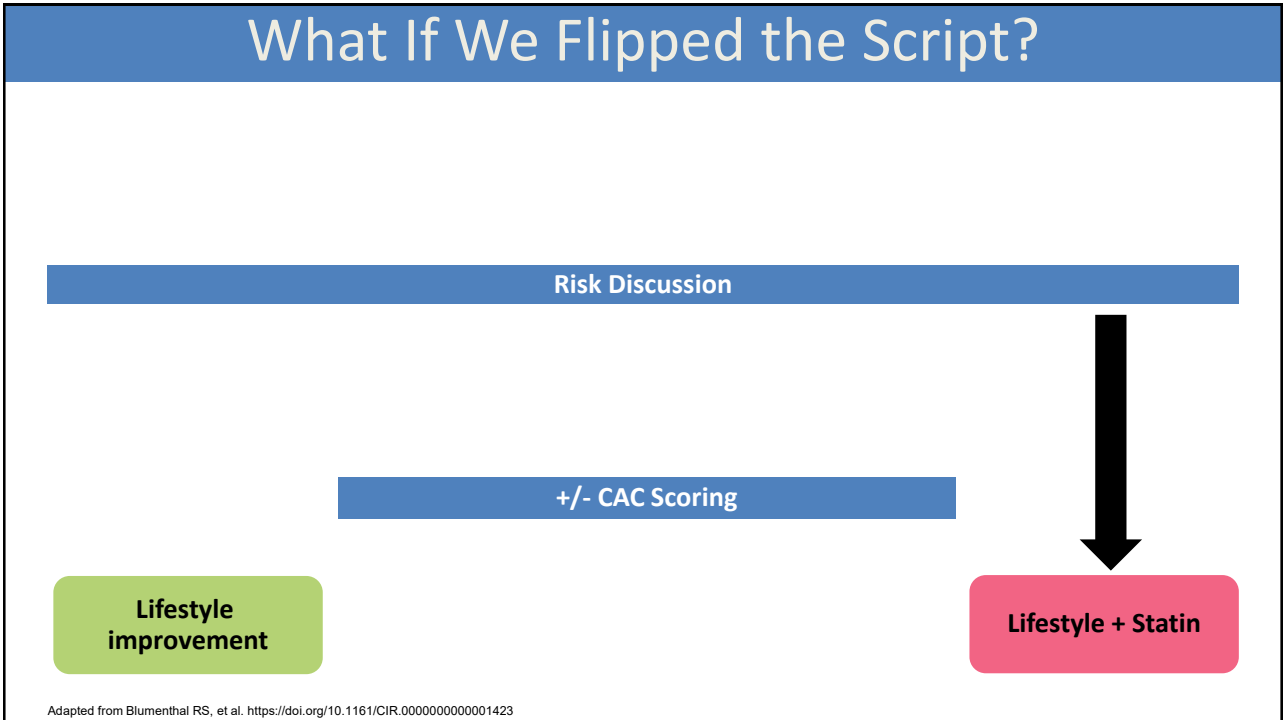 What If We Flipped the Script?
Risk Discussion
+/- CAC Scoring
Lifestyle
improvement
Lifestyle + Statin
Adapted from Blumenthal RS, et al. https://doi.org/10.1161/CIR.0000000000001423